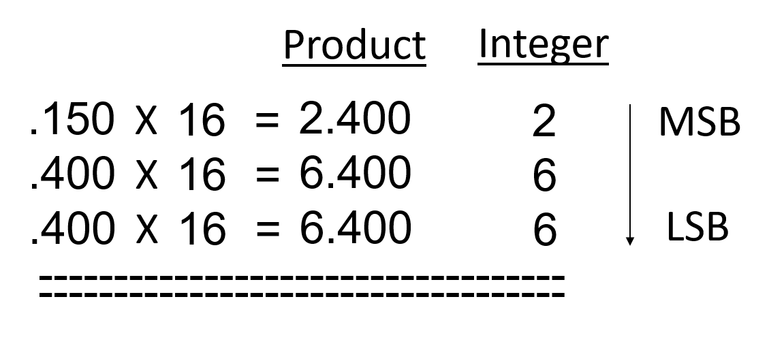 Product Integer
.150 X 16 = 2.400 2 MSB
.400 X 16 = 6.400 6
.400 X 16 = 6.400 6 LSB
==================================